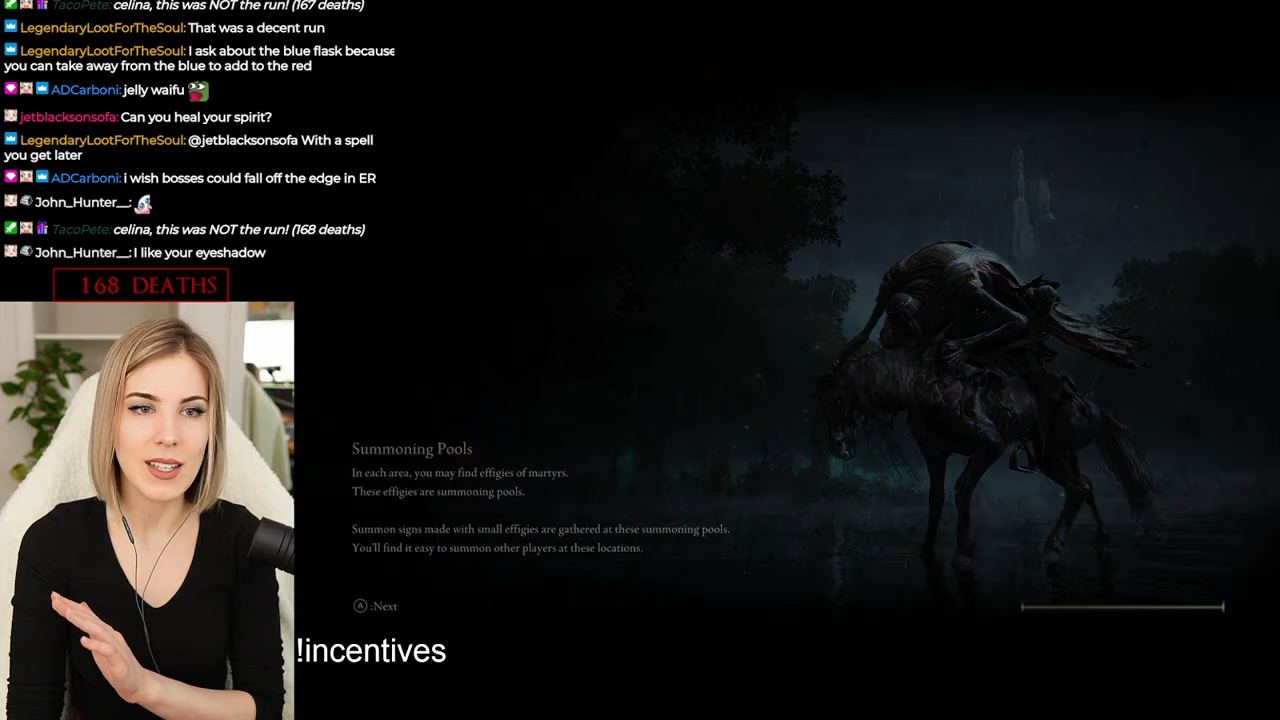 TacoPete: celina, this was NOT the run! (167 deaths)
LegendaryLootForTheSoul: That was a decent run
LegendaryLootForTheSoul: I ask about the blue flask because
you can take away from the blue to add to the red
ADCarboni: jelly waifu
jetblacksonsofa: Can you heal your spirit?
LegendaryLootForTheSoul: @jetblacksonsofa With a spell
you get later
ADCarboni: i wish bosses could fall off the edge in ER
John_Hunter__:
TacoPete: celina, this was NOT the run! (168 deaths)
John_Hunter__: I like your eyeshadow
168 DEATHS
Summoning Pools
In each area, you may find effigies of martyrs.
These effigies are summoning pools.
Summon signs made with small effigies are gathered at these summoning pools.
You'll find it easy to summon other players at these locations.
A :Next
!incentives